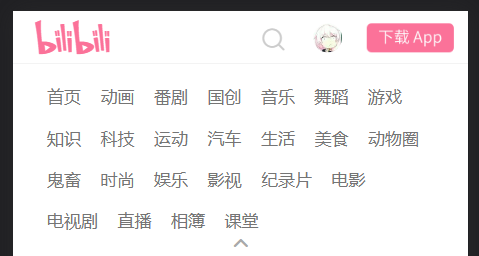 bilibili 下载 App
首页 动画 番剧 国创 音乐 舞蹈 游戏
知识 科技 运动 汽车 生活 美食 动物圈
鬼畜 时尚 娱乐 影视 纪录片 电影
电视剧 直播 相簿 课堂